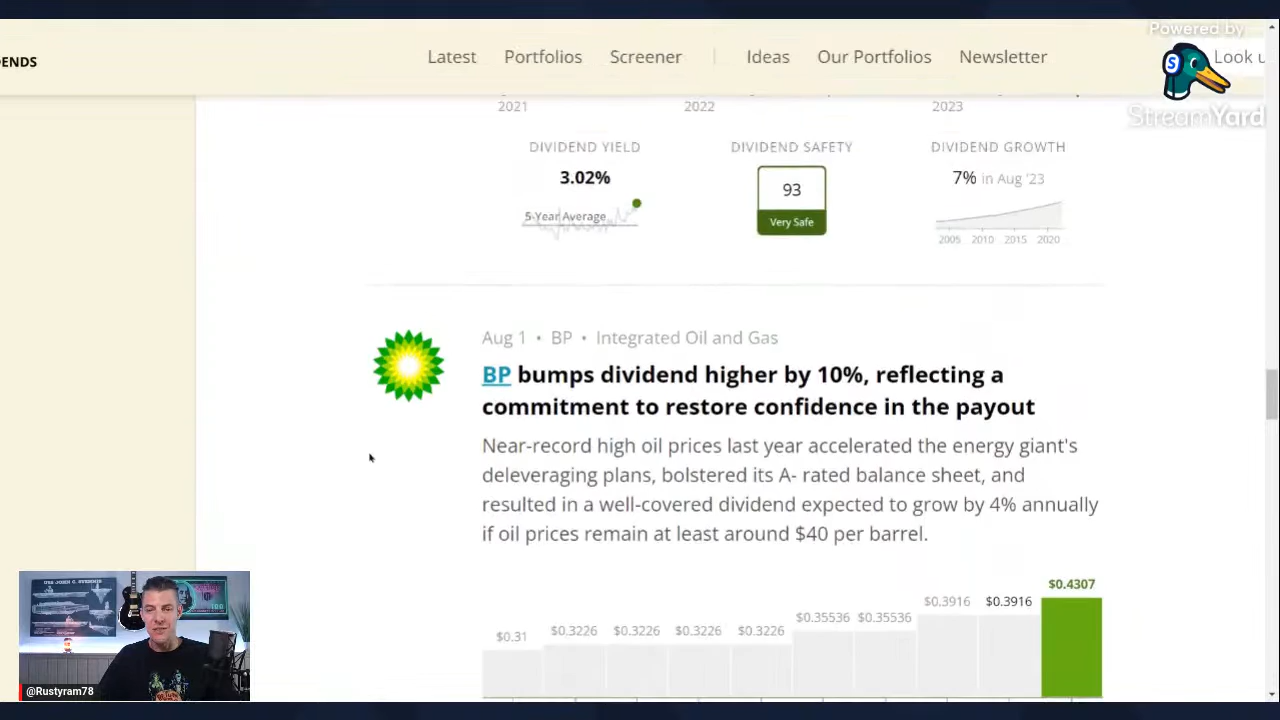 Powered by
StreamYard
ENDS
Latest Portfolios Screener Ideas Our Portfolios Newsletter
Look u
2021 2022 2023
DIVIDEND YIELD DIVIDEND SAFETY DIVIDEND GROWTH
3.02% 93 7% in Aug '23
5-Year Average Very Safe
2005 2010 2015 2020
Aug 1 • BP • Integrated Oil and Gas
BP bumps dividend higher by 10%, reflecting a
commitment to restore confidence in the payout
Near-record high oil prices last year accelerated the energy giant's
deleveraging plans, bolstered its A- rated balance sheet, and
resulted in a well-covered dividend expected to grow by 4% annually
if oil prices remain at least around $40 per barrel.
$0.31 $0.3226 $0.3226 $0.3226 $0.3226 $0.35536 $0.35536 $0.3916 $0.3916 $0.4307
@Rustyram78